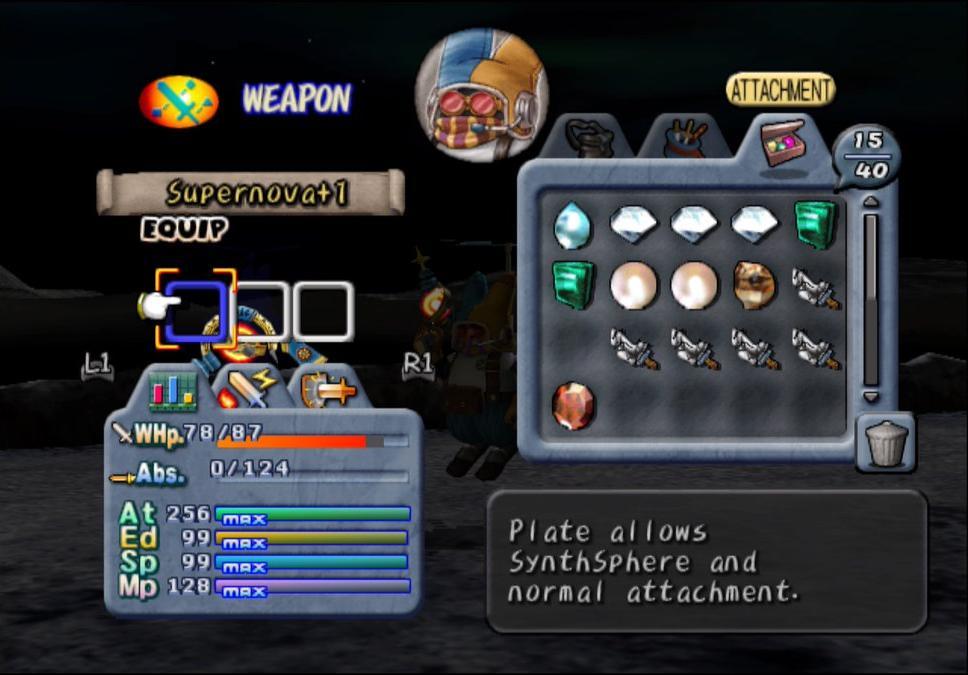 WEAPON
ATTACHMENT
15
40
Supernova+1
EQUIP
L1
R1
WHp. 78/87
Abs. 0/124
At 256 max
Ed 99 max
Sp 99 max
Mp 128 max
Plate allows
SynthSphere and
normal attachment.